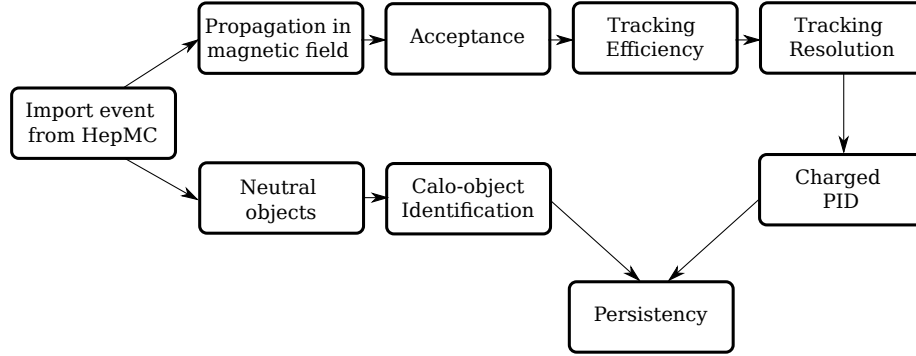 Propagation in
magnetic field
Acceptance
Tracking
Efficiency
Tracking
Resolution
Import event
from HepMC
Neutral
objects
Calo-object
Identification
Charged
PID
Persistency